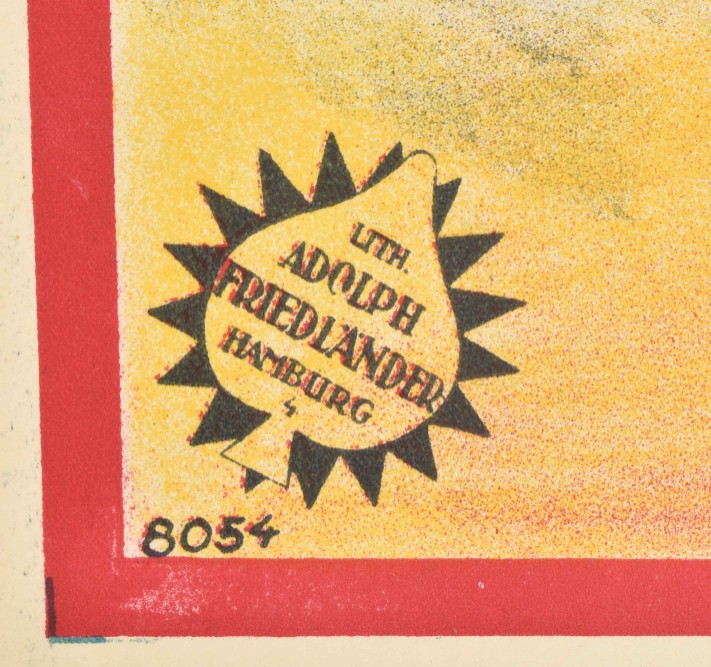 LITH.
ADOLPH
FRIEDLÄNDER
HAMBURG
4
8054